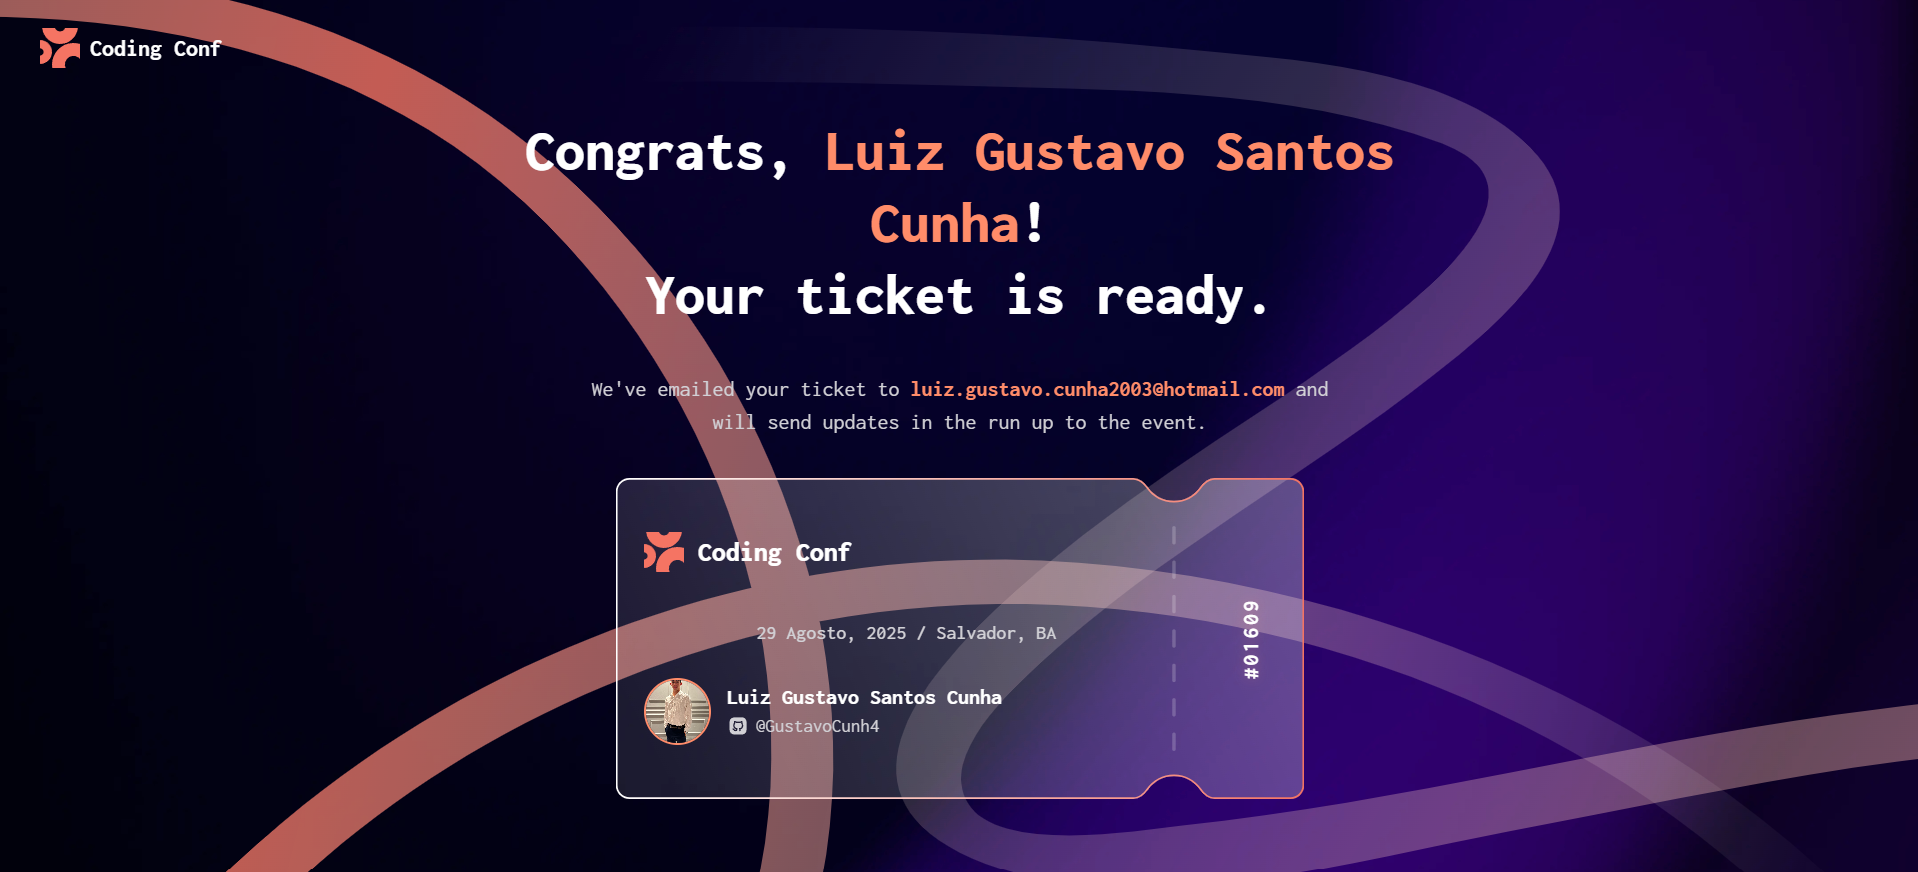 Coding Conf
Congrats, Luiz Gustavo Santos
Cunha!
Your ticket is ready.
We've emailed your ticket to luiz.gustavo.cunha2003@hotmail.com and
will send updates in the run up to the event.
Coding Conf
29 Agosto, 2025 / Salvador, BA
Luiz Gustavo Santos Cunha
@GustavoCunh4
#01609